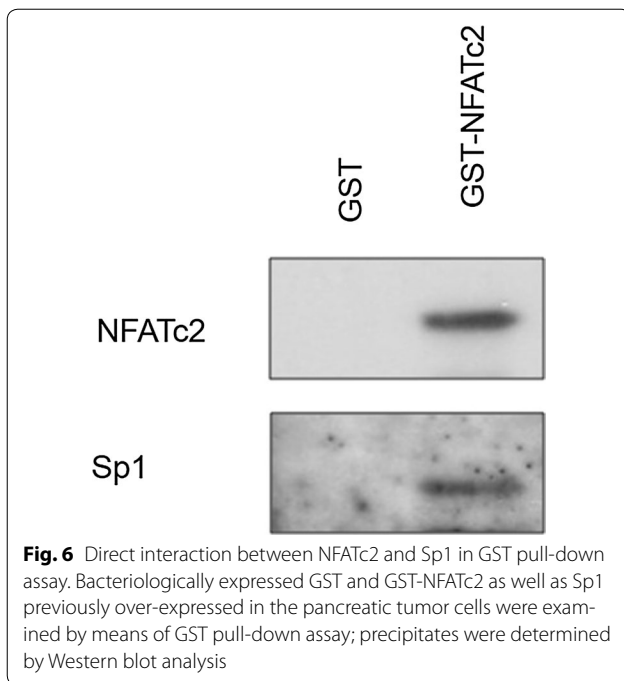 GST
GST-NFATc2
NFATc2
Sp1
Fig. 6 Direct interaction between NFATc2 and Sp1 in GST pull-down
assay. Bacteriologically expressed GST and GST-NFATc2 as well as Sp1
previously over-expressed in the pancreatic tumor cells were exam-
ined by means of GST pull-down assay; precipitates were determined
by Western blot analysis